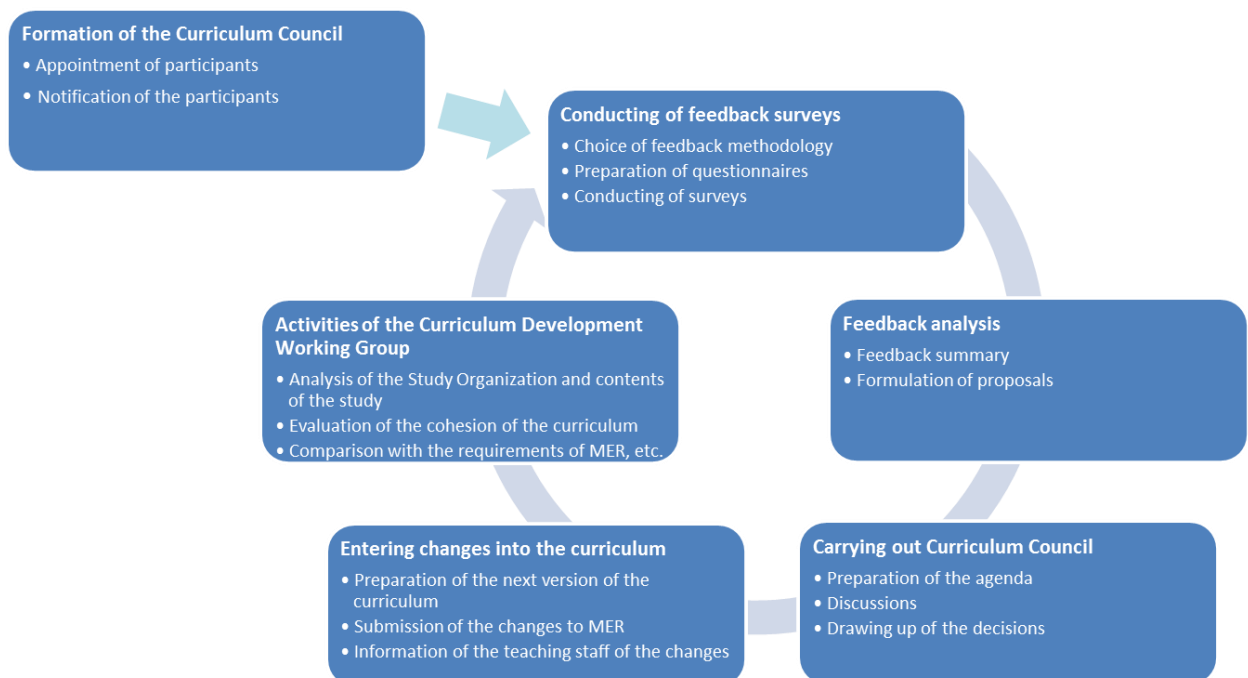 Formation of the Curriculum Council
• Appointment of participants
• Notification of the participants
Conducting of feedback surveys
• Choice of feedback methodology
• Preparation of questionnaires
• Conducting of surveys
Feedback analysis
• Feedback summary
• Formulation of proposals
Carrying out Curriculum Council
• Preparation of the agenda
• Discussions
• Drawing up of the decisions
Entering changes into the curriculum
• Preparation of the next version of the
curriculum
• Submission of the changes to MER
• Information of the teaching staff of the changes
Activities of the Curriculum Development
Working Group
• Analysis of the Study Organization and contents
of the study
• Evaluation of the cohesion of the curriculum
• Comparison with the requirements of MER, etc.